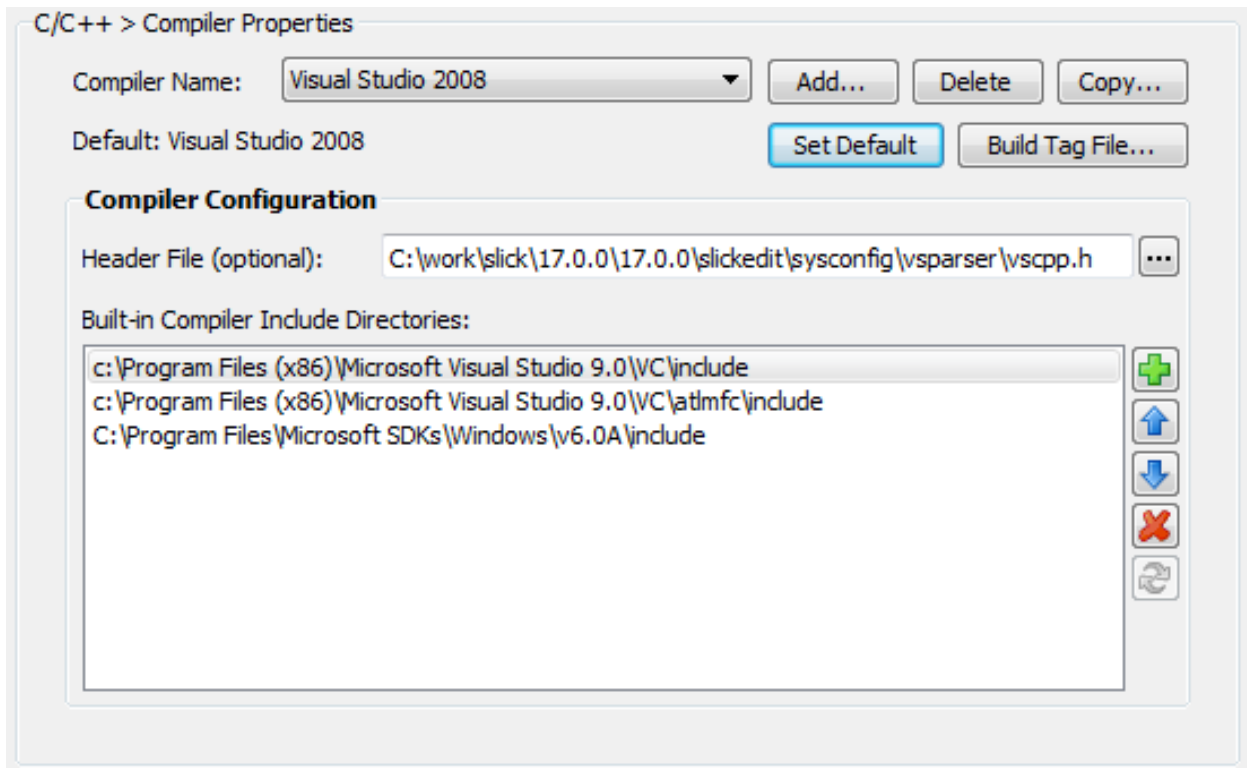 C/C++ > Compiler Properties
Compiler Name: Visual Studio 2008 Add... Delete Copy...
Default: Visual Studio 2008 Set Default Build Tag File...
Compiler Configuration
Header File (optional): C:\work\slick\17.0.0\17.0.0\slickedit\sysconfig\vsparser\vscpp.h ...
Built-in Compiler Include Directories:
c:\Program Files (x86)\Microsoft Visual Studio 9.0\VC\include
c:\Program Files (x86)\Microsoft Visual Studio 9.0\VC\atlmfc\include
C:\Program Files\Microsoft SDKs\Windows\v6.0A\include